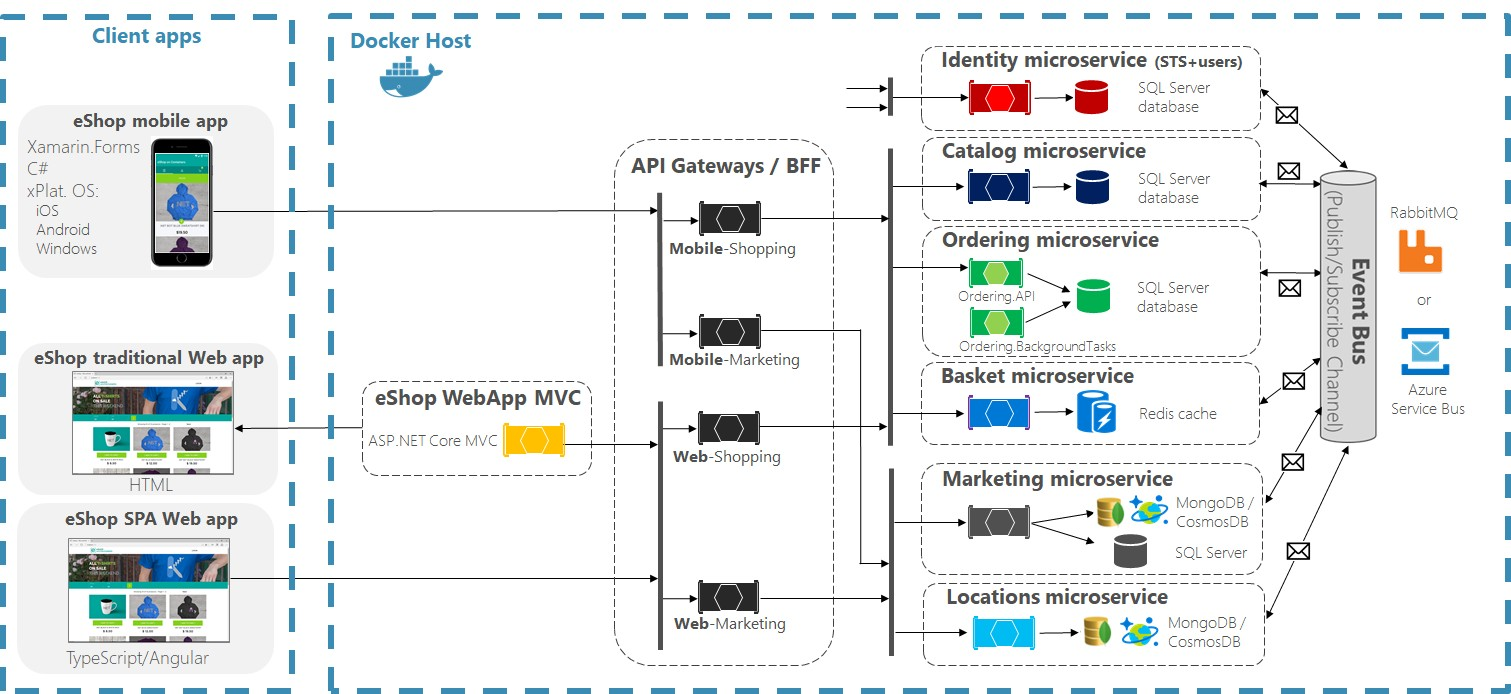 Client apps
eShop mobile app
Xamarin.Forms
C#
xPlat. OS:
iOS
Android
Windows
eShop traditional Web app
HTML
eShop SPA Web app
TypeScript/Angular
Docker Host
eShop WebApp MVC
ASP.NET Core MVC
API Gateways / BFF
Mobile-Shopping
Mobile-Marketing
Web-Shopping
Web-Marketing
Identity microservice (STS+users)
SQL Server
database
Catalog microservice
SQL Server
database
Ordering microservice
Ordering.API
SQL Server
database
Ordering.BackgroundTasks
Basket microservice
Redis cache
Marketing microservice
MongoDB /
CosmosDB
SQL Server
Locations microservice
MongoDB /
CosmosDB
Event Bus
(Publish/Subscribe Channel)
RabbitMQ
or
Azure
Service Bus